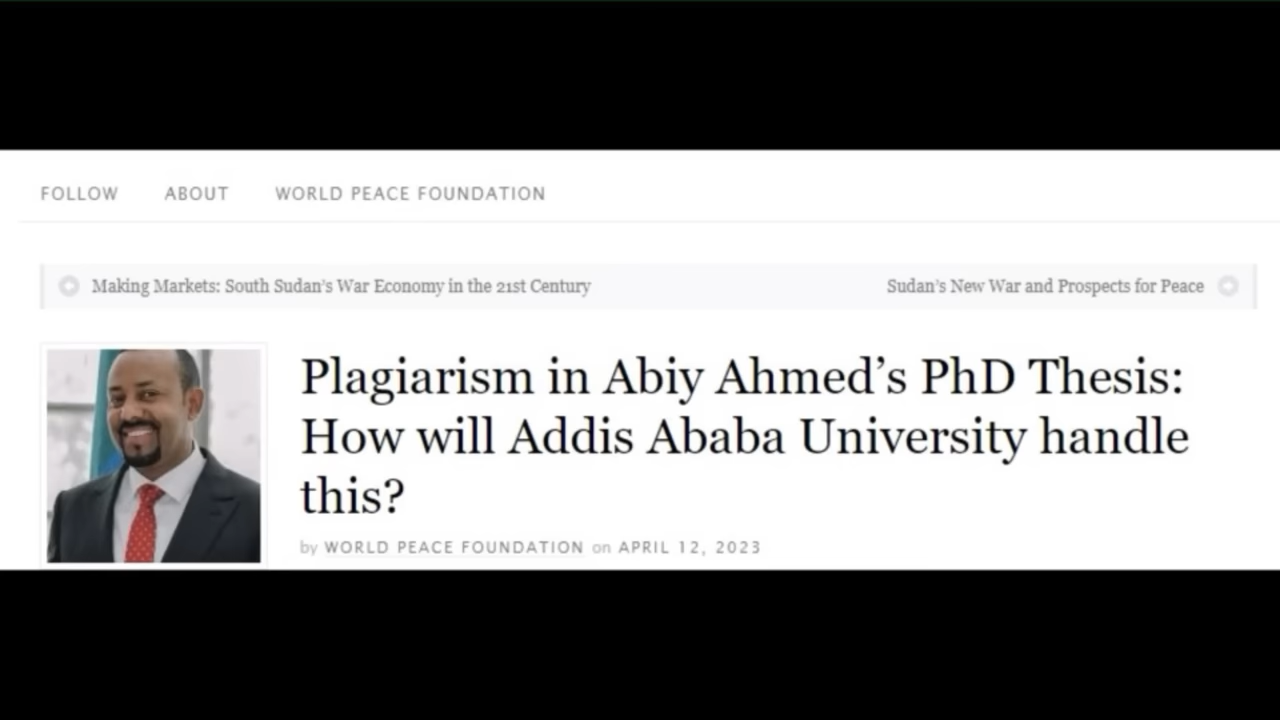 FOLLOW ABOUT WORLD PEACE FOUNDATION
Making Markets: South Sudan's War Economy in the 21st Century Sudan's New War and Prospects for Peace
Plagiarism in Abiy Ahmed’s PhD Thesis:
How will Addis Ababa University handle
this?
by WORLD PEACE FOUNDATION on APRIL 12, 2023